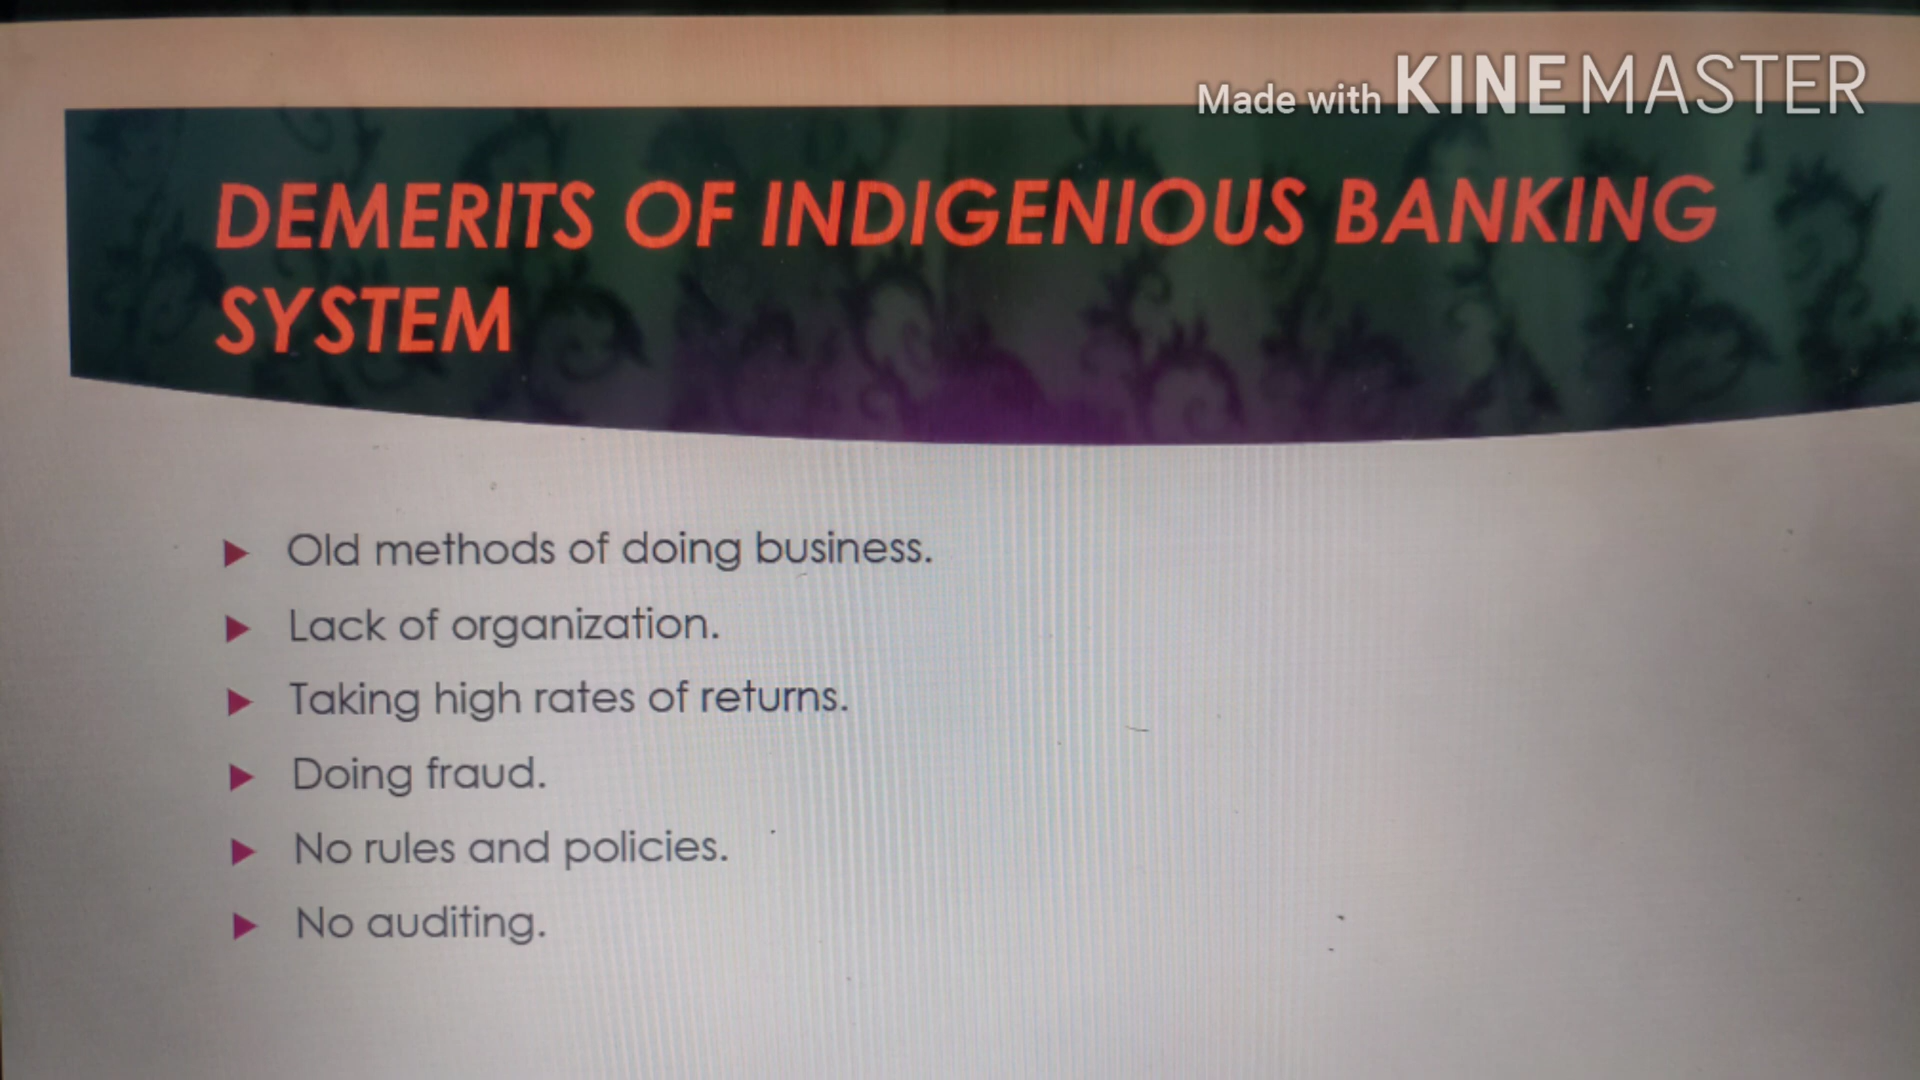 Made with KINEMASTER
DEMERITS OF INDIGENIOUS BANKING
SYSTEM
Old methods of doing business.
Lack of organization.
Taking high rates of returns.
Doing fraud.
No rules and policies.
No auditing.